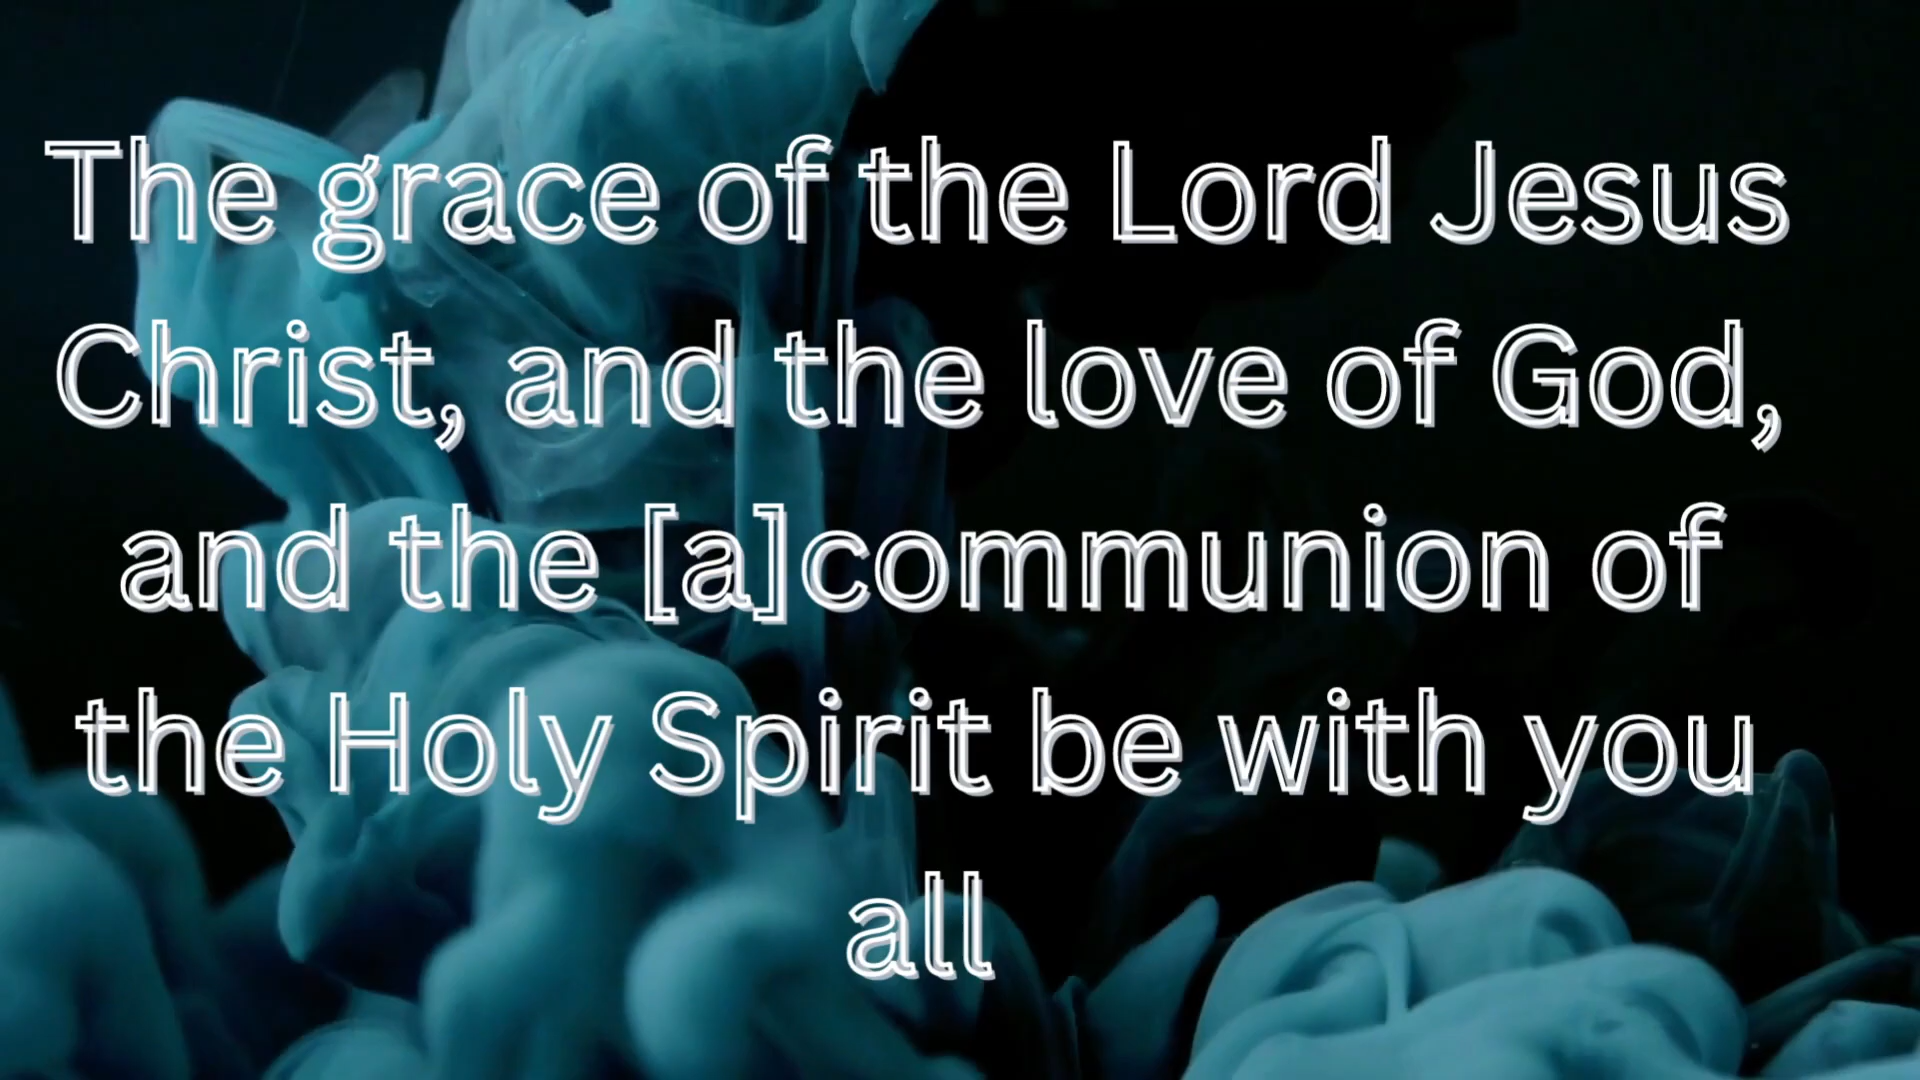 The grace of the Lord Jesus
Christ, and the love of God,
and the [a]communion of
the Holy Spirit be with you
all